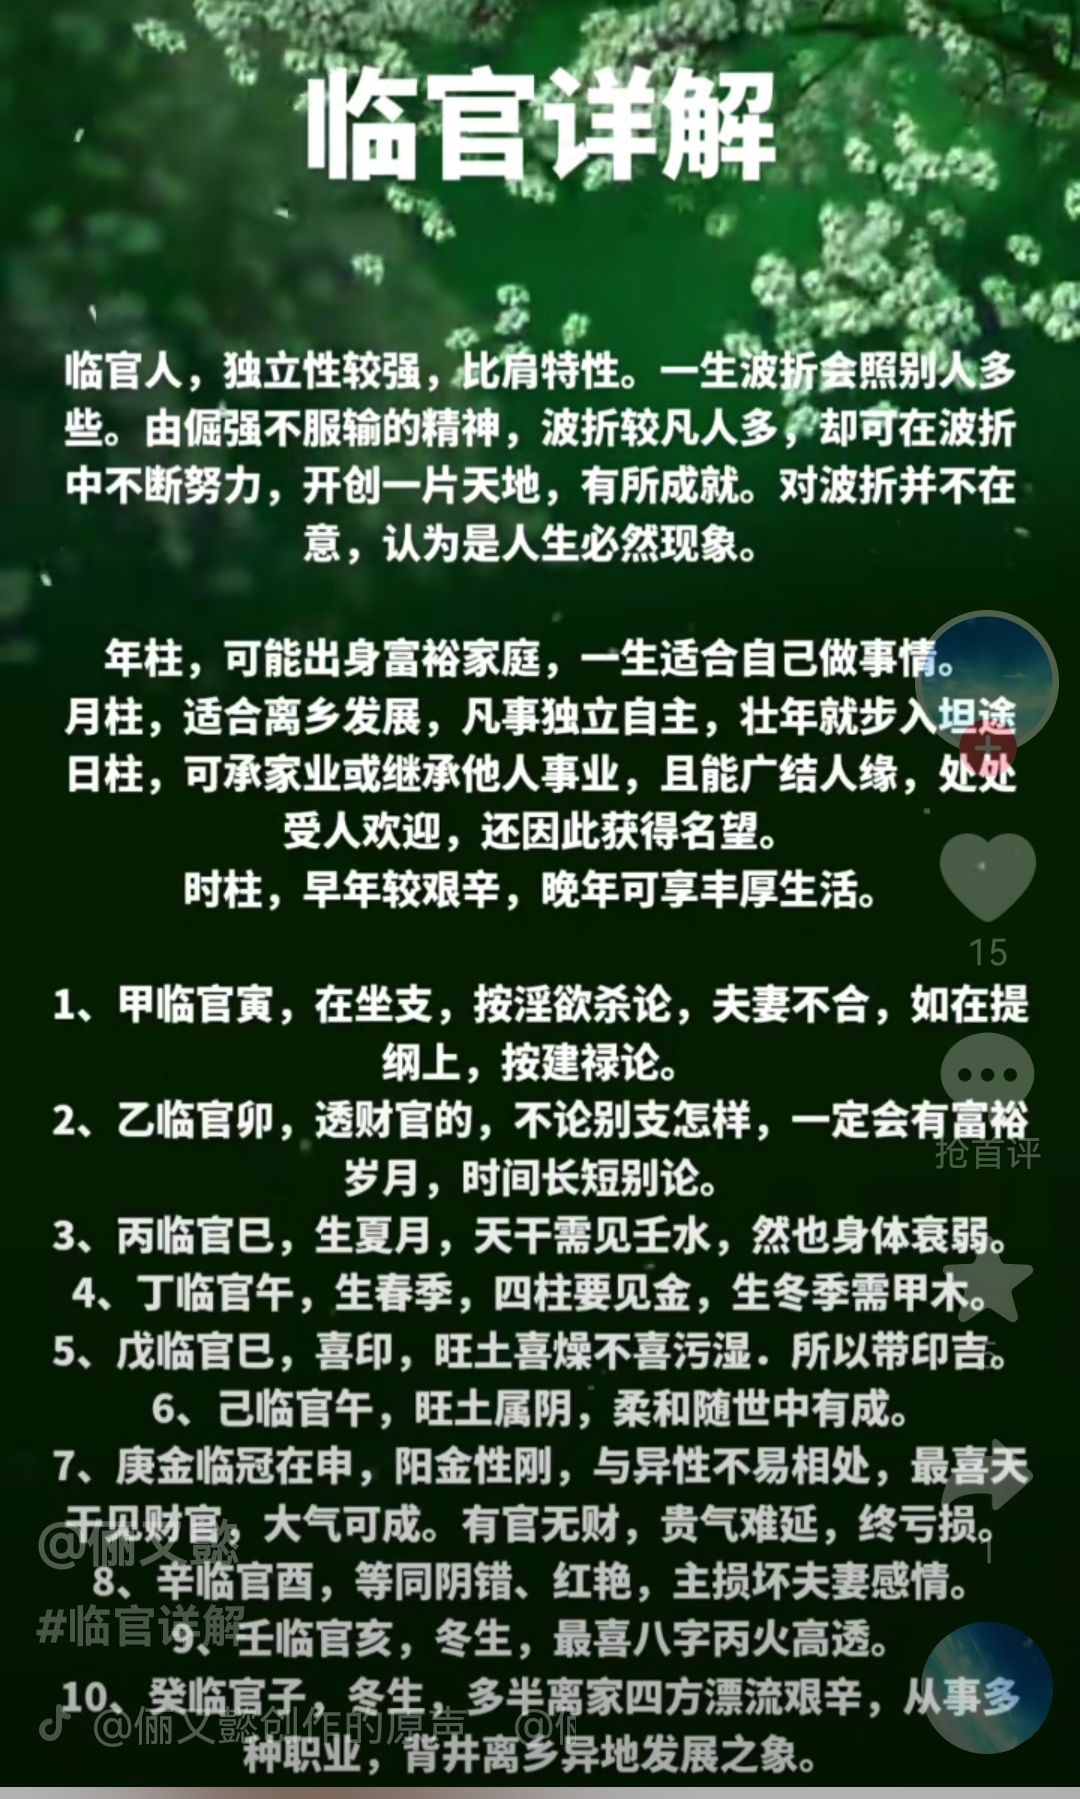 临官详解
临官人，独立性较强，比肩特性。一生波折会照别人多
些。由倔强不服输的精神，波折较凡人多，却可在波折
中不断努力，开创一片天地，有所成就。对波折并不在
意，认为是人生必然现象。
年柱，可能出身富裕家庭，一生适合自己做事情。
月柱，适合离乡发展，凡事独立自主，壮年就步入坦途
日柱，可承家业或继承他人事业，且能广结人缘，处处
受人欢迎，还因此获得名望。
时柱，早年较艰辛，晚年可享丰厚生活。
15
1、甲临官寅，在坐支，按淫欲杀论，夫妻不合，如在提
纲上，按建禄论。
2、乙临官卯，透财官的，不论别支怎样，一定会有富裕
抢首评
岁月，时间长短别论。
3、丙临官巳，生夏月，天干需见壬水，然也身体衰弱。
4、丁临官午，生春季，四柱要见金，生冬季需甲木。
5、戊临官巳，喜印，旺土喜燥不喜污湿．所以带印吉。
6、己临官午，旺土属阴，柔和随世中有成。
7、庚金临冠在申，阳金性刚，与异性不易相处，最喜天
干见财官，大气可成。有官无财，贵气难延，终亏损。
1
@俪文懿
8、辛临官酉，等同阴错、红艳，主损坏夫妻感情。
#临官详解
9、壬临官亥，冬生，最喜八字丙火高透。
10、癸临官子，冬生，多半离家四方漂流艰辛，从事多
@俪文懿创作的原声
种职业，背井离乡异地发展之象。